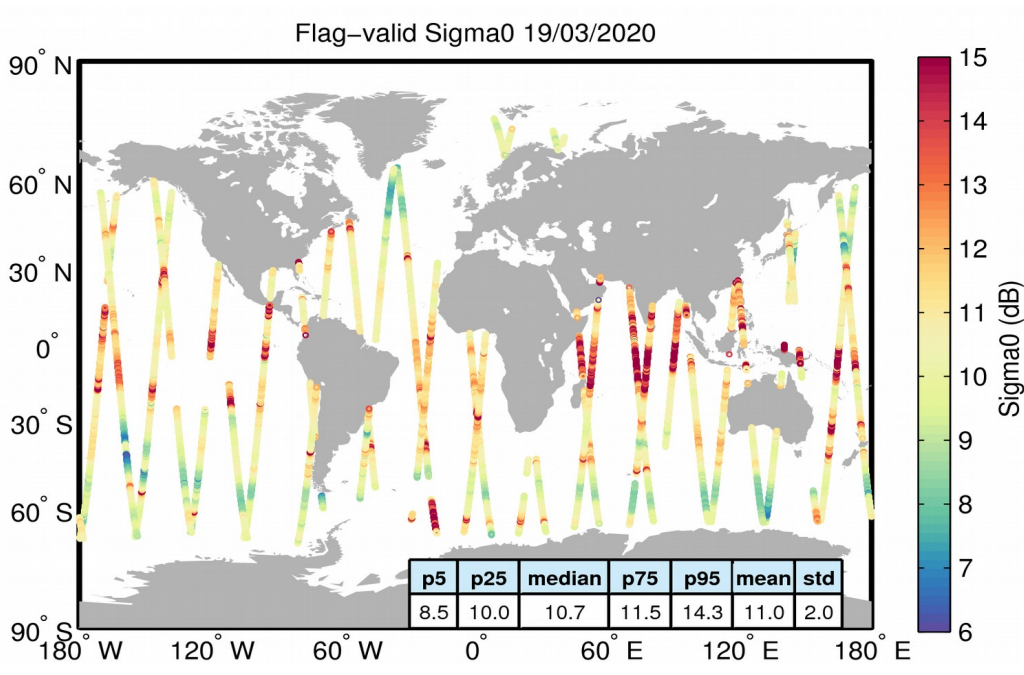 Flag−valid Sigma0 19/03/2020
90° N
60° N
30° N
0°
30° S
60° S
90° S
180° W
120° W
60° W
0°
60° E
120° E
180° E
15
14
13
12
11
10
9
8
7
6
Sigma0 (dB)
p5 p25 median p75 p95 mean std
8.5 10.0 10.7 11.5 14.3 11.0 2.0